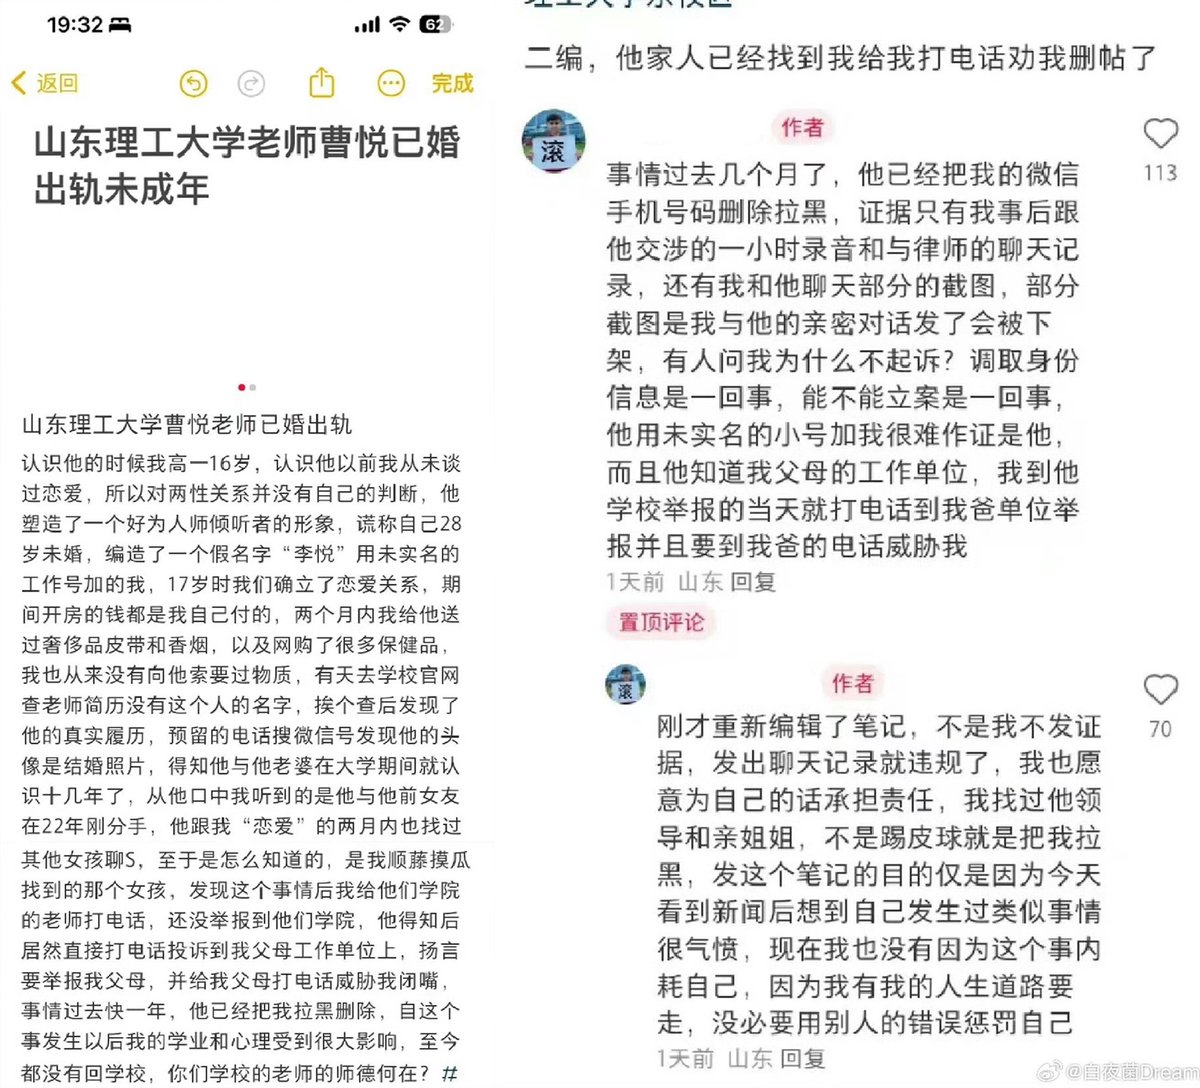 19:32
62
返回
完成
山东理工大学老师曹悦已婚
出轨未成年
山东理工大学曹悦老师已婚出轨
认识他的时候我高一16岁，认识他以前我从未谈
过恋爱，所以对两性关系并没有自己的判断，他
塑造了一个好为人师倾听者的形象，谎称自己28
岁未婚，编造了一个假名字“李悦”用未实名的
工作号加的我，17岁时我们确立了恋爱关系，期
间开房的钱都是我自己付的，两个月内我给他送
过奢侈品皮带和香烟，以及网购了很多保健品，
我也从来没有向他索要过物质，有天去学校官网
查老师简历没有这个人的名字，挨个查后发现了
他的真实履历，预留的电话搜微信号发现他的头
像是结婚照片，得知他与他老婆在大学期间就认
识十几年了，从他口中我听到的是他与他前女友
在22年刚分手，他跟我“恋爱”的两月内也找过
其他女孩聊S，至于是怎么知道的，是我顺藤摸瓜
找到的那个女孩，发现这个事情后我给他们学院
的老师打电话，还没举报到他们学院，他得知后
居然直接打电话投诉到我父母工作单位上，扬言
要举报我父母，并给我父母打电话威胁我闭嘴，
事情过去快一年，他已经把我拉黑删除，自这个
事发生以后我的学业和心理受到很大影响，至今
都没有回学校，你们学校的老师的师德何在？#
二编，他家人已经找到我给我打电话劝我删帖了
滚
作者
113
事情过去几个月了，他已经把我的微信
手机号码删除拉黑，证据只有我事后跟
他交涉的一小时录音和与律师的聊天记
录，还有我和他聊天部分的截图，部分
截图是我与他的亲密对话发了会被下
架，有人问我为什么不起诉？调取身份
信息是一回事，能不能立案是一回事，
他用未实名的小号加我很难作证是他，
而且他知道我父母的工作单位，我到他
学校举报的当天就打电话到我爸单位举
报并且要到我爸的电话威胁我
1天前 山东 回复
置顶评论
滚
作者
70
刚才重新编辑了笔记，不是我不发证
据，发出聊天记录就违规了，我也愿
意为自己的话承担责任，我找过他领
导和亲姐姐，不是踢皮球就是把我拉
黑，发这个笔记的目的仅是因为今天
看到新闻后想到自己发生过类似事情
很气愤，现在我也没有因为这个事内
耗自己，因为我有我的人生道路要
走，没必要用别人的错误惩罚自己
1天前 山东 回复
@白夜菌Dream